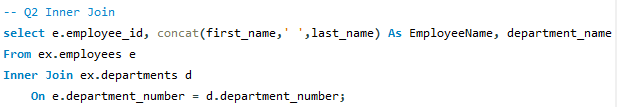 -- Q2 Inner Join
select e.employee_id, concat(first_name,' ',last_name) As EmployeeName, department_name
From ex.employees e
Inner Join ex.departments d
    On e.department_number = d.department_number;